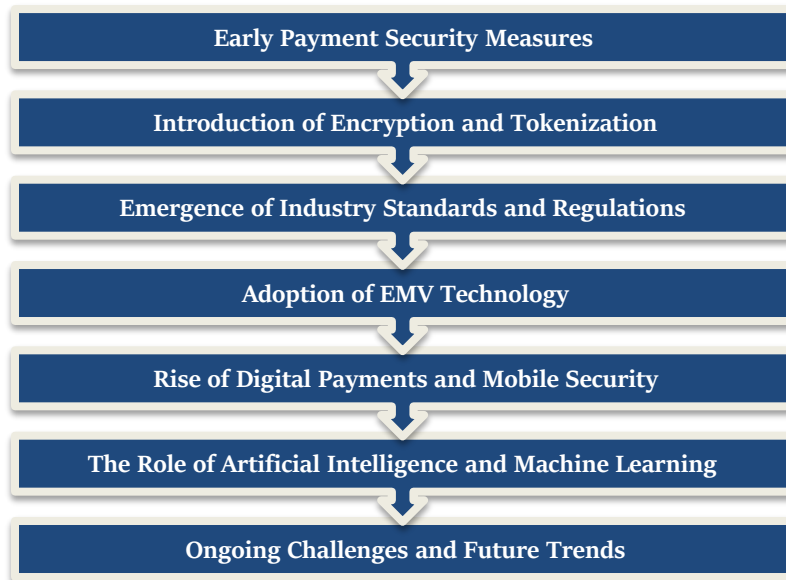 Early Payment Security Measures
Introduction of Encryption and Tokenization
Emergence of Industry Standards and Regulations
Adoption of EMV Technology
Rise of Digital Payments and Mobile Security
The Role of Artificial Intelligence and Machine Learning
Ongoing Challenges and Future Trends